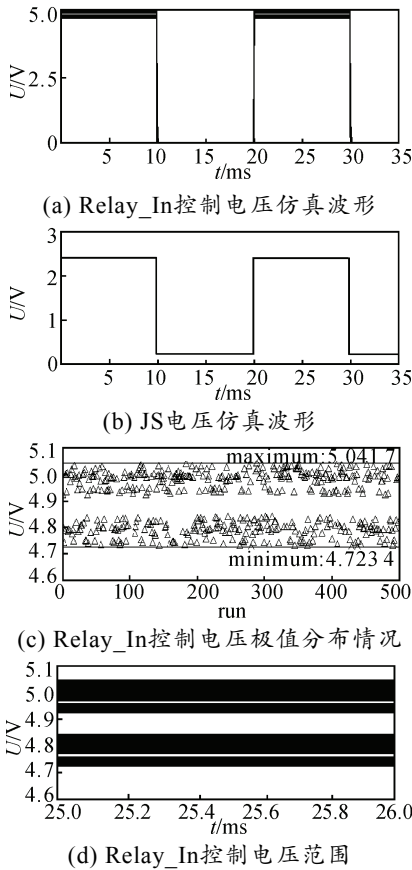 5.0
2.5
0
U/V
5 10 15 20 25 30 35
t/ms
(a) Relay_In控制电压仿真波形
3
2
1
0
U/V
5 10 15 20 25 30 35
t/ms
(b) JS电压仿真波形
5.1
5.0
4.9
4.8
4.7
4.6
U/V
maximum:5.041 7
minimum:4.723 4
0 100 200 300 400 500
run
(c) Relay_In控制电压极值分布情况
5.1
5.0
4.9
4.8
4.7
4.6
U/V
25.0 25.2 25.4 25.6 25.8 26.0
t/ms
(d) Relay_In控制电压范围